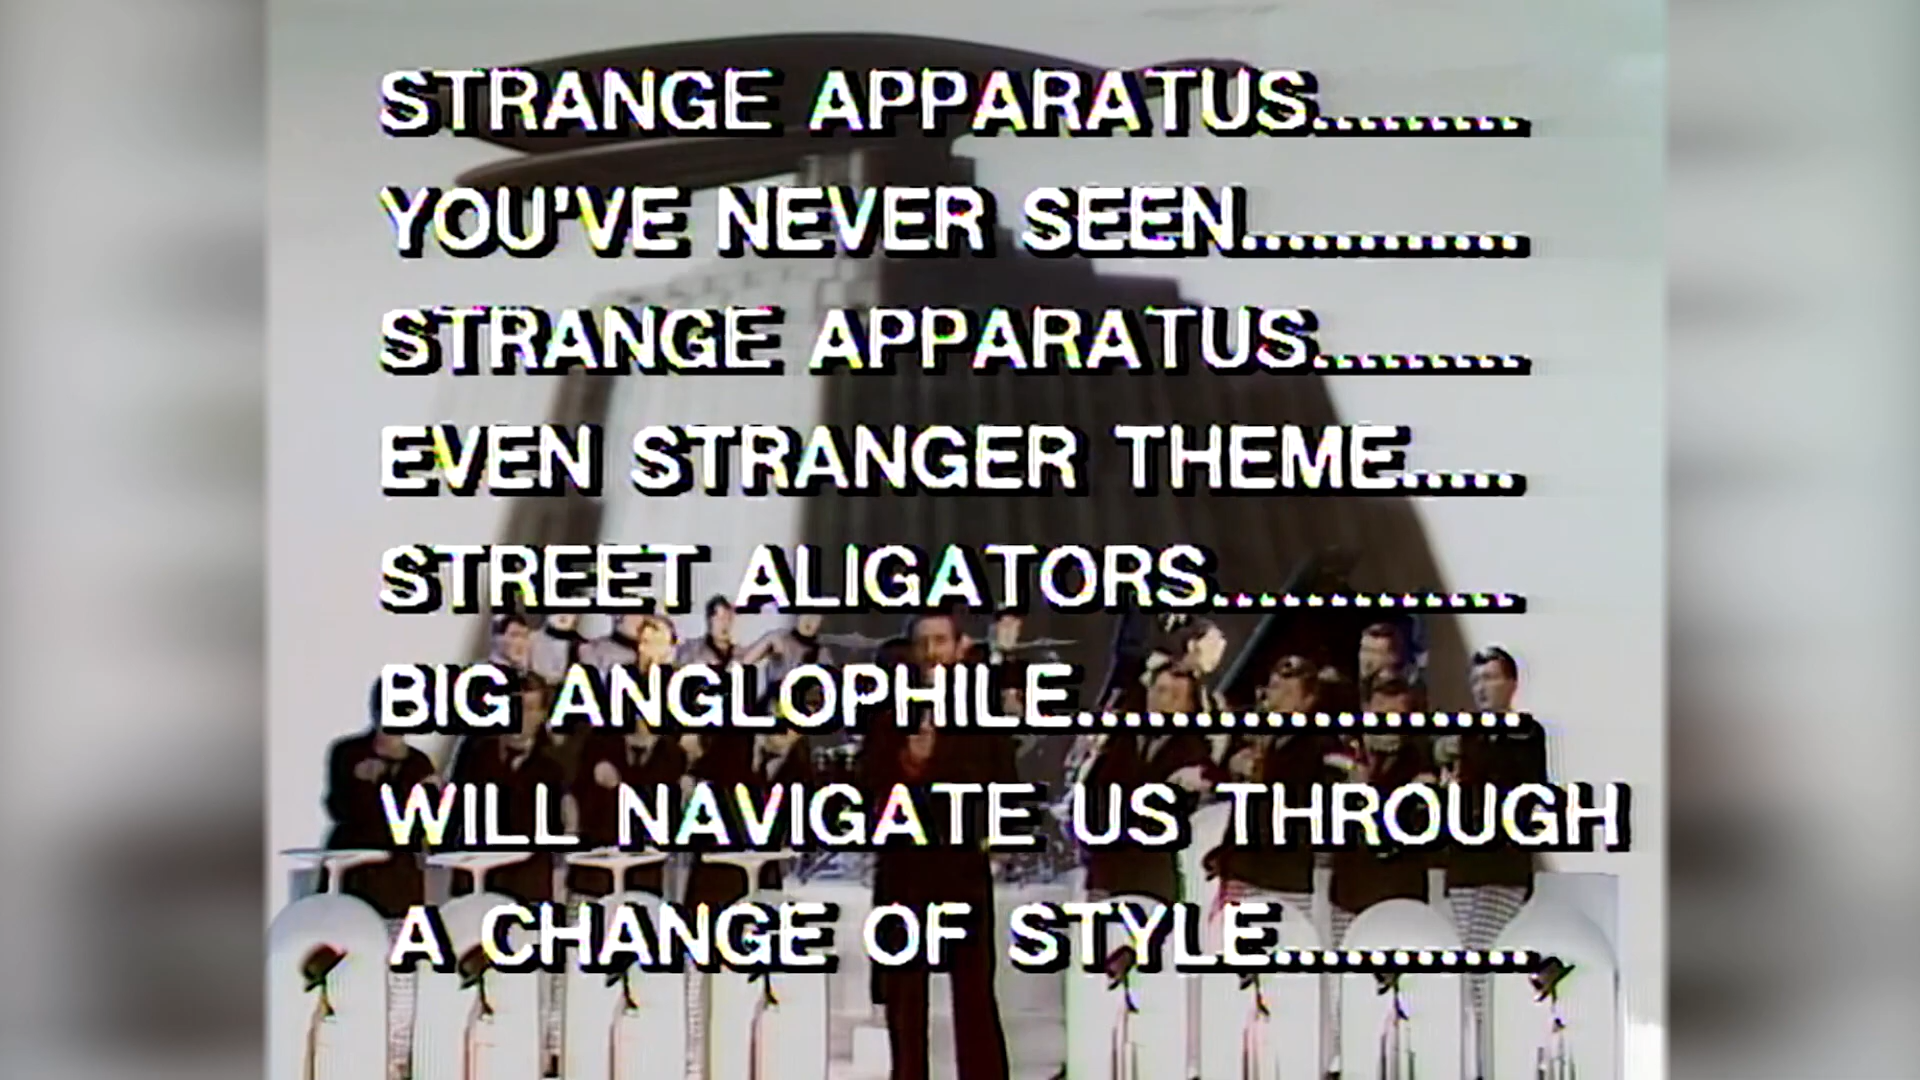 STRANGE APPARATUS.........
YOU'VE NEVER SEEN............
STRANGE APPARATUS.........
EVEN STRANGER THEME.....
STREET ALIGATORS.............
BIG ANGLOPHILE...................
WILL NAVIGATE US THROUGH
A CHANGE OF STYLE...........